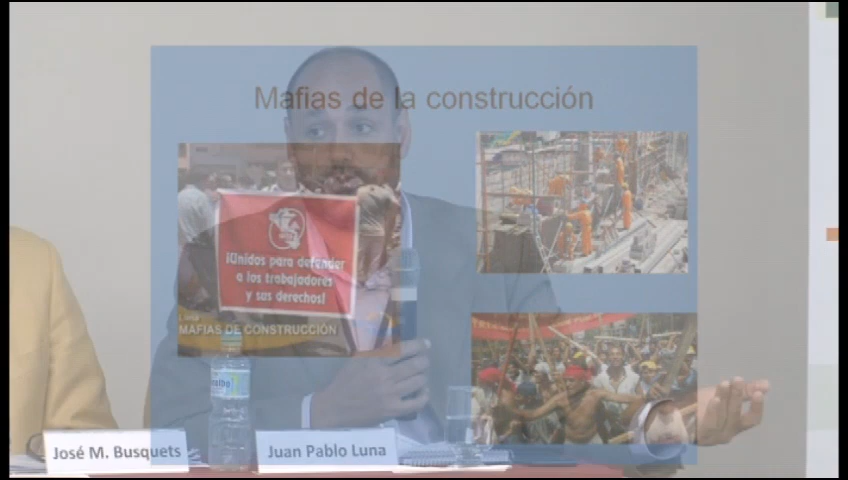 Mafias de la construcción
¡Unidos para defender
a los trabajadores
y sus derechos!
MAFIAS DE CONSTRUCCIÓN
José M. Busquets
Juan Pablo Luna